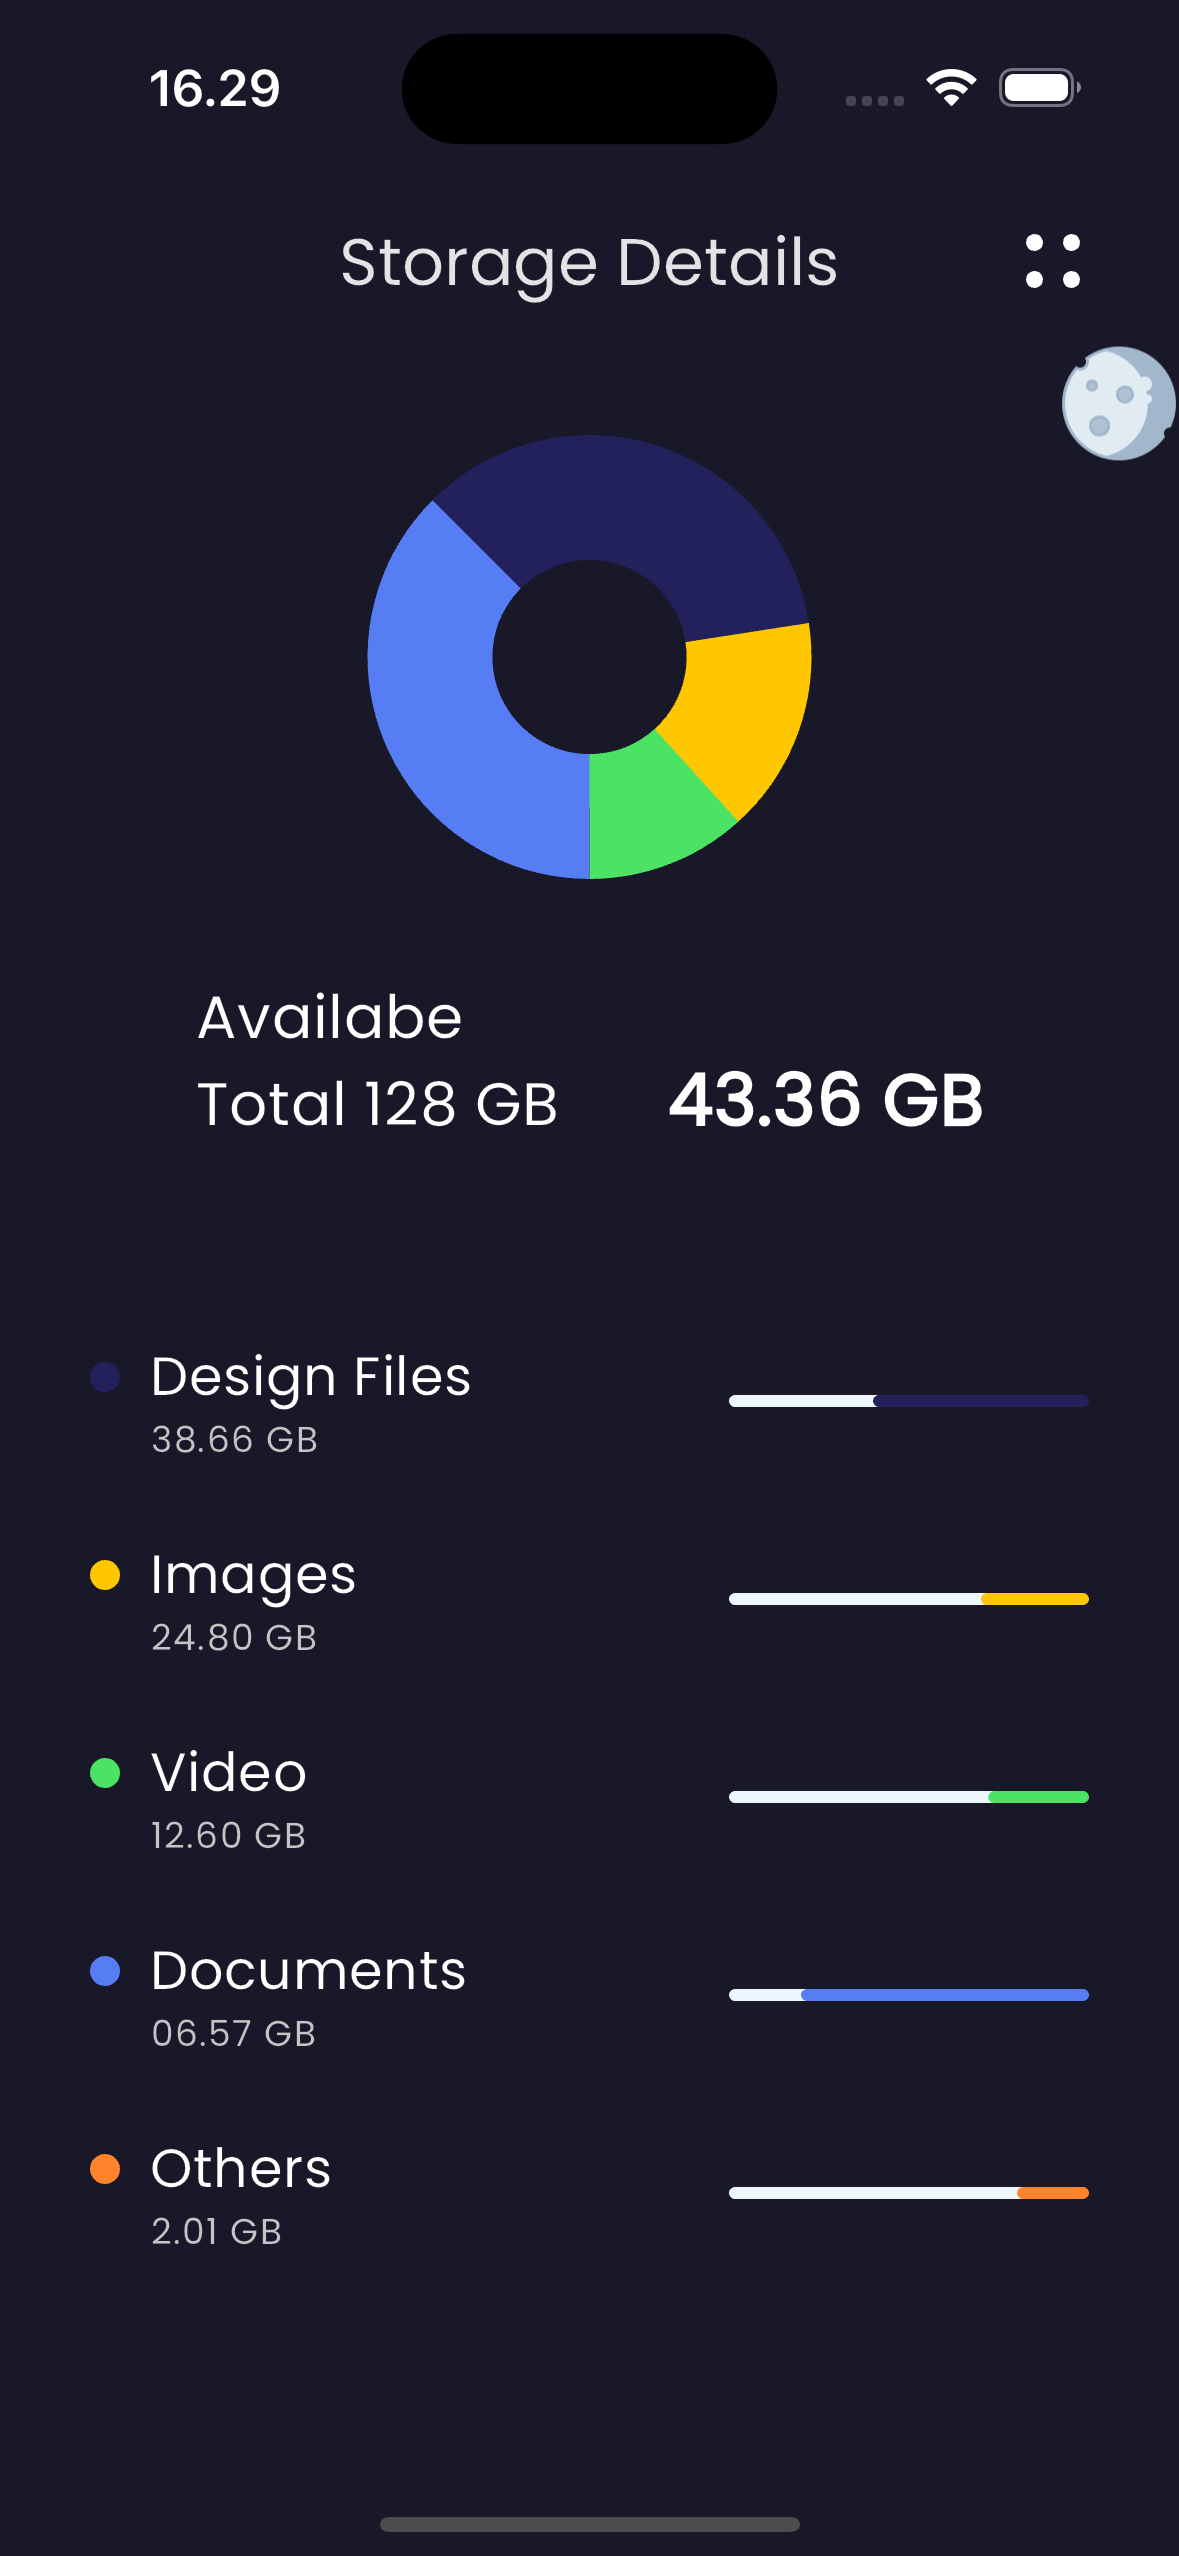 16.29
Storage Details
Availabe
Total 128 GB
43.36 GB
Design Files
38.66 GB
Images
24.80 GB
Video
12.60 GB
Documents
06.57 GB
Others
2.01 GB